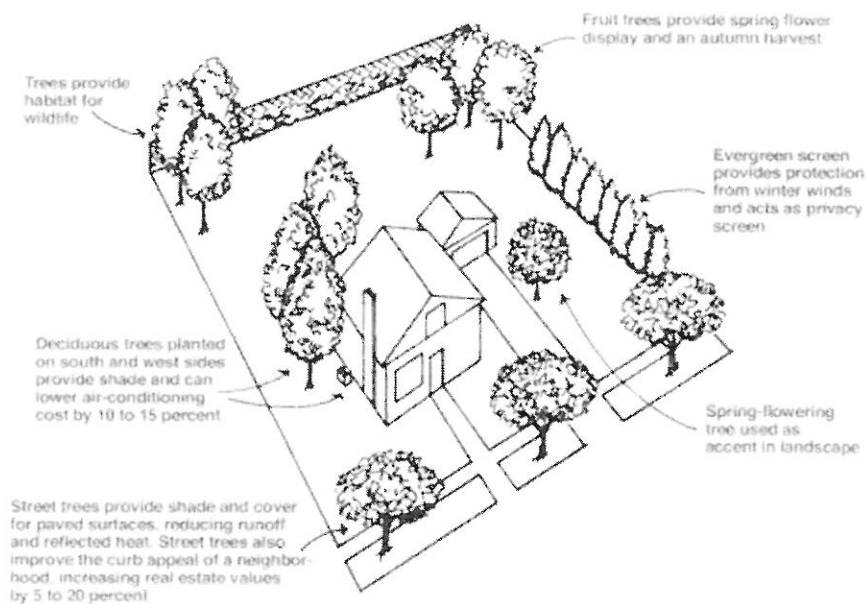 Fruit trees provide spring flower
display and an autumn harvest
Trees provide
habitat for
wildlife
Evergreen screen
provides protection
from winter winds
and acts as privacy
screen
Deciduous trees planted
on south and west sides
provide shade and can
lower air-conditioning
cost by 10 to 15 percent
Spring-flowering
tree used as
accent in landscape
Street trees provide shade and cover
for paved surfaces, reducing runoff
and reflected heat. Street trees also
improve the curb appeal of a neighbor-
hood, increasing real estate values
by 5 to 20 percent